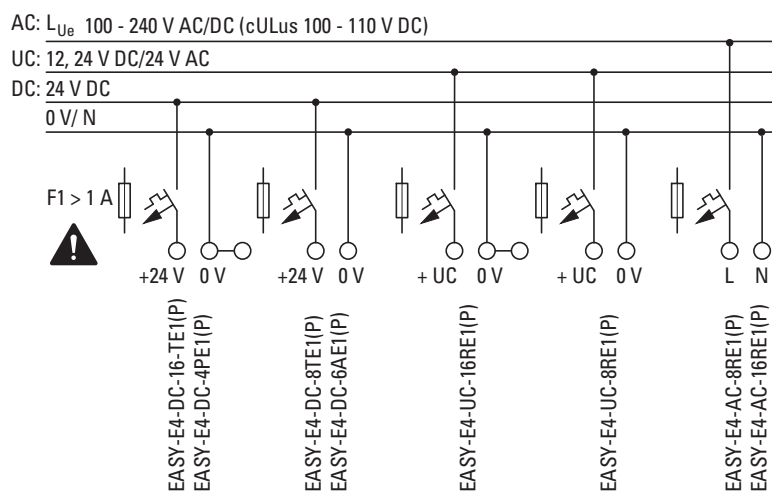 AC: LUe 100 - 240 V AC/DC (cULus 100 - 110 V DC)
UC: 12, 24 V DC/24 V AC
DC: 24 V DC
0 V/ N
F1 > 1 A
+24 V 0 V
+24 V 0 V
+ UC 0 V
+ UC 0 V
L N
EASY-E4-DC-16-TE1(P)
EASY-E4-DC-4PE1(P)
EASY-E4-DC-8TE1(P)
EASY-E4-DC-6AE1(P)
EASY-E4-UC-16RE1(P)
EASY-E4-UC-8RE1(P)
EASY-E4-AC-8RE1(P)
EASY-E4-AC-16RE1(P)